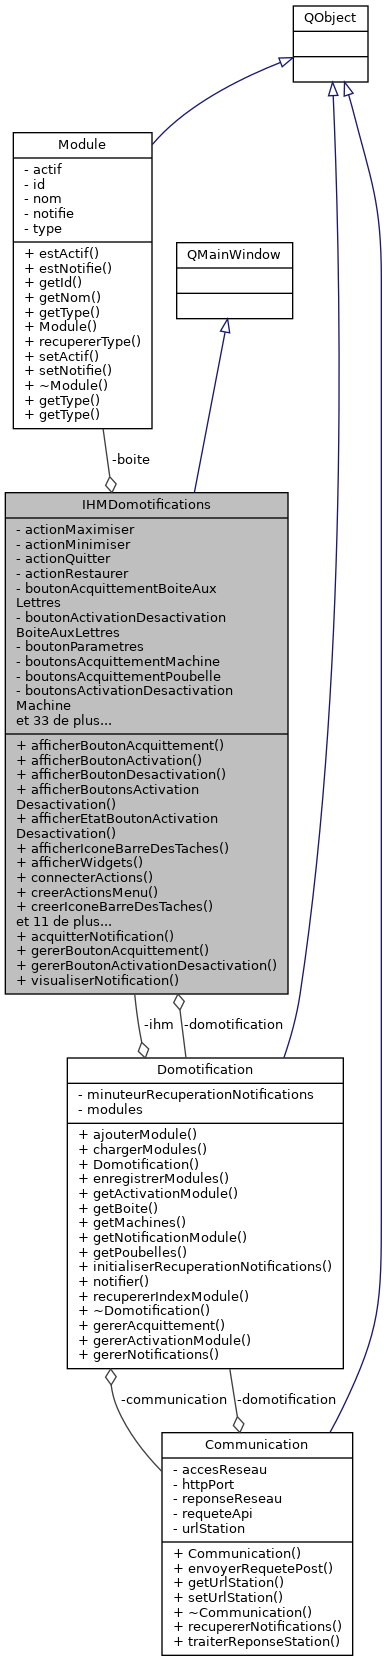 QObject
Module
- actif
- id
- nom
- notifie
- type
+ estActif()
+ estNotifie()
+ getId()
+ getNom()
+ getType()
+ Module()
+ recupererType()
+ setActif()
+ setNotifie()
+ ~Module()
+ getType()
+ getType()
QMainWindow
-boite
IHMDomotifications
- actionMaximiser
- actionMinimiser
- actionQuitter
- actionRestaurer
- boutonAcquittementBoiteAux
Lettres
- boutonActivationDesactivation
BoiteAuxLettres
- boutonParametres
- boutonsAcquittementMachine
- boutonsAcquittementPoubelle
- boutonsActivationDesactivation
Machine
et 33 de plus...
+ afficherBoutonAcquittement()
+ afficherBoutonActivation()
+ afficherBoutonDesactivation()
+ afficherBoutonsActivation
Desactivation()
+ afficherEtatBoutonActivation
Desactivation()
+ afficherIconeBarreDesTaches()
+ afficherWidgets()
+ connecterActions()
+ creerActionsMenu()
+ creerIconeBarreDesTaches()
et 11 de plus...
+ acquitterNotification()
+ gererBoutonAcquittement()
+ gererBoutonActivationDesactivation()
+ visualiserNotification()
-ihm
-domotification
Domotification
- minuteurRecuperationNotifications
- modules
+ ajouterModule()
+ chargerModules()
+ Domotification()
+ enregistrerModules()
+ getActivationModule()
+ getBoite()
+ getMachines()
+ getNotificationModule()
+ getPoubelles()
+ initialiserRecuperationNotifications()
+ notifier()
+ recupererIndexModule()
+ ~Domotification()
+ gererAcquittement()
+ gererActivationModule()
+ gererNotifications()
-communication
-domotification
Communication
- accesReseau
- httpPort
- reponseReseau
- requeteApi
- urlStation
+ Communication()
+ envoyerRequetePost()
+ getUrlStation()
+ setUrlStation()
+ ~Communication()
+ recupererNotifications()
+ traiterReponseStation()